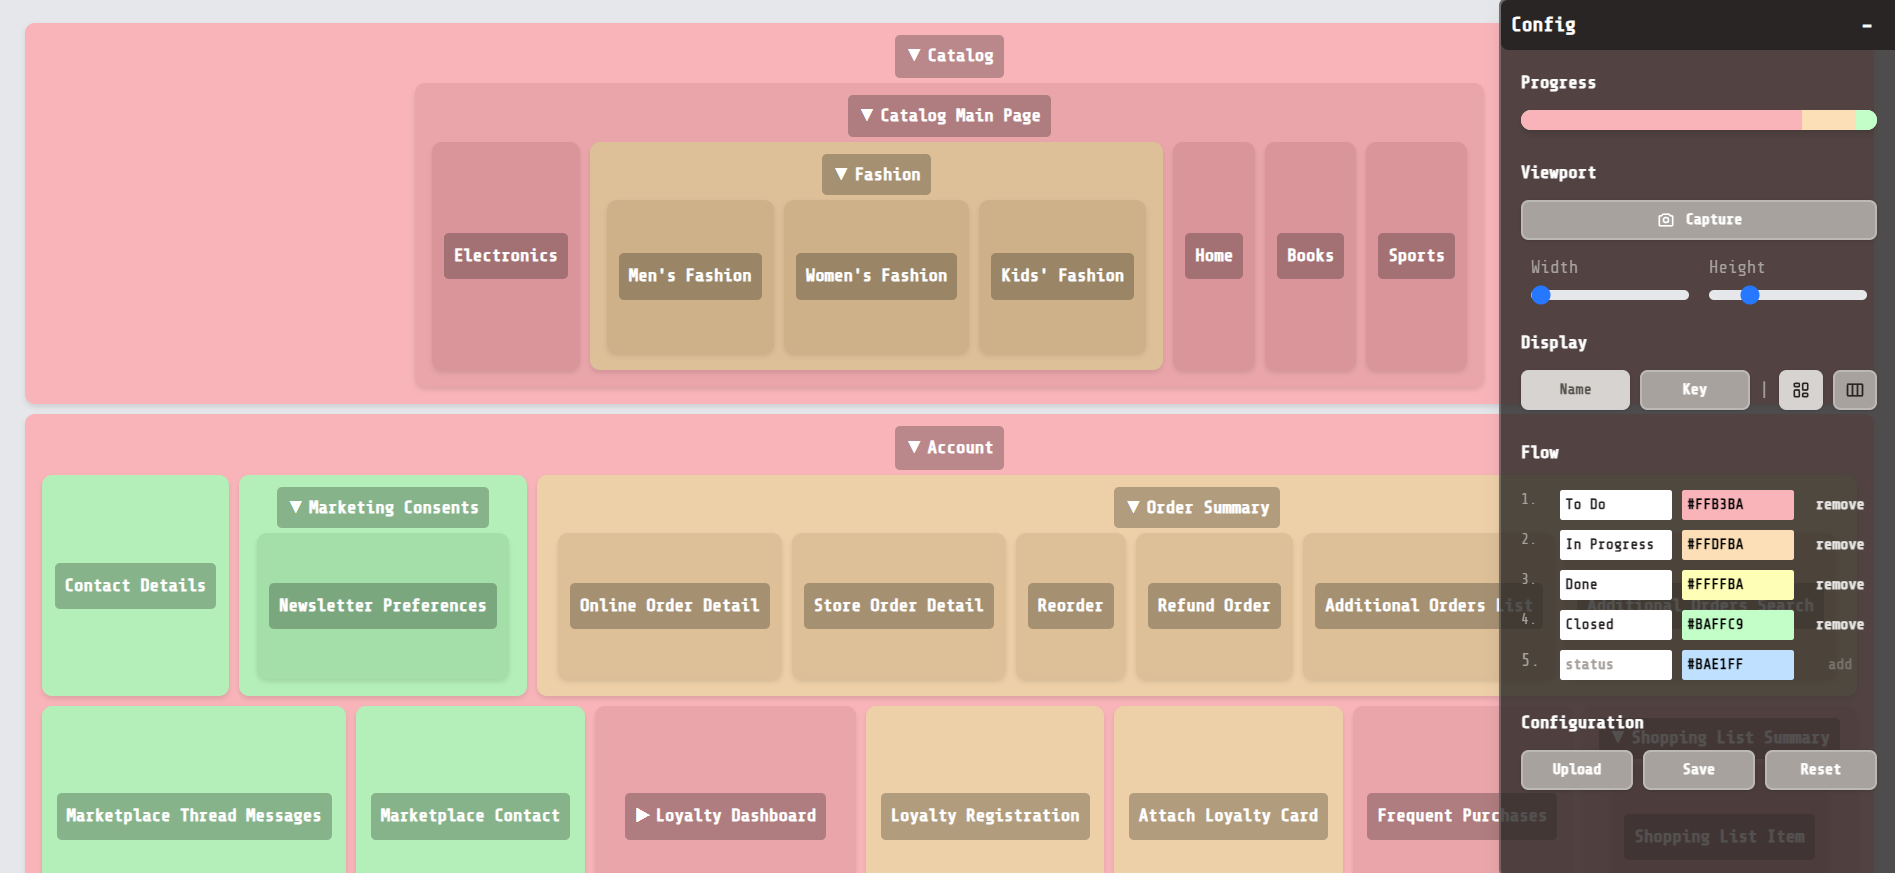 ▼ Catalog
▼ Catalog Main Page
Electronics
▼ Fashion
Men's Fashion
Women's Fashion
Kids' Fashion
Home
Books
Sports
▼ Account
Contact Details
▼ Marketing Consents
Newsletter Preferences
▼ Order Summary
Online Order Detail
Store Order Detail
Reorder
Refund Order
Additional Orders List
Additional Orders Search
Marketplace Thread Messages
Marketplace Contact
▶ Loyalty Dashboard
Loyalty Registration
Attach Loyalty Card
Frequent Purchases
▼ Shopping List Summary
Shopping List Item
Config -
Progress
Viewport
Capture
Width Height
Display
Name Key |
Flow
1. To Do #FFB3BA remove
2. In Progress #FFDFBA remove
3. Done #FFFFBA remove
4. Closed #BAFFC9 remove
5. status #BAE1FF add
Configuration
Upload Save Reset